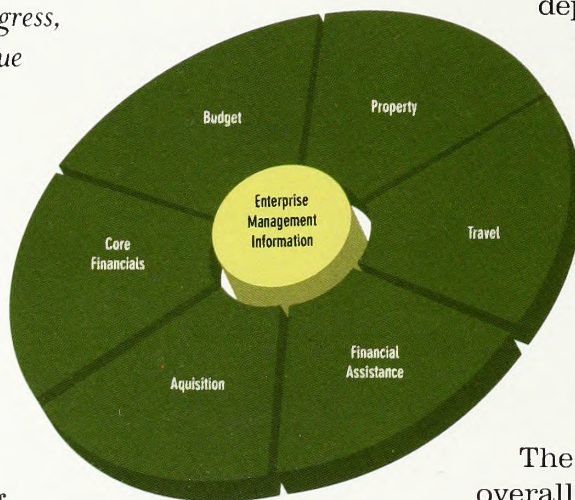 gress,
ue
dep
Budget
Property
Enterprise
Management
Information
Core
Financials
Travel
Financial
Assistance
Aquisition
The
overall